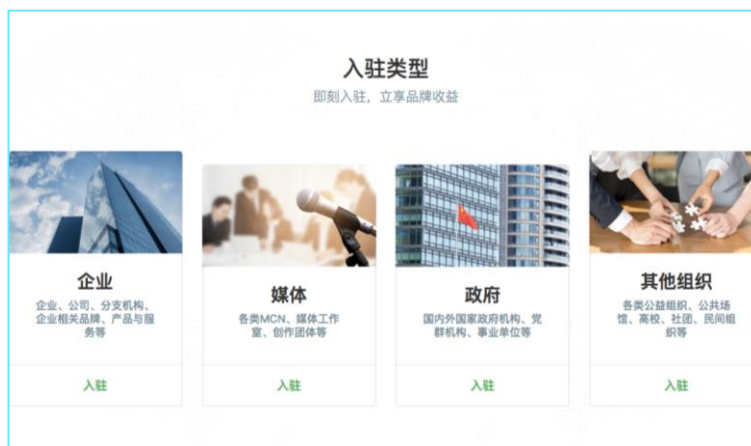 入驻类型
即刻入驻，立享品牌收益
企业
企业、公司、分支机构、
企业相关品牌、产品与服
务等
入驻
媒体
各类MCN、媒体工作
室、创作团体等
入驻
政府
国内外国家政府机构、党
群机构、事业单位等
入驻
其他组织
各类公益组织、公共场
馆、高校、社团、民间组
织等
入驻